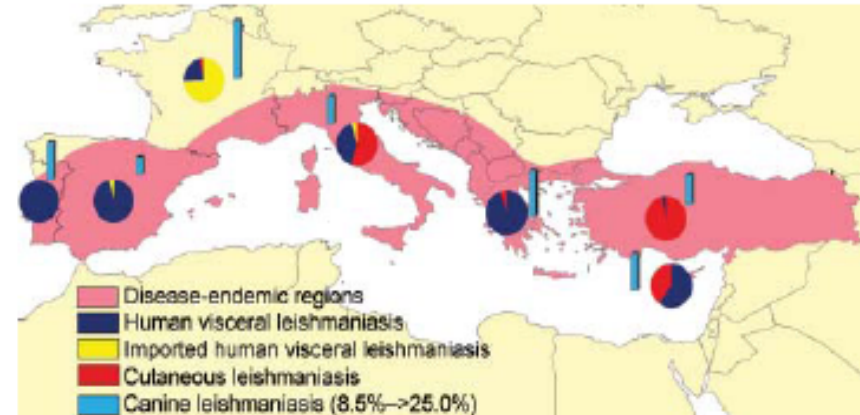 Disease-endemic regions
Human visceral leishmaniasis
Imported human visceral leishmaniasis
Cutaneous leishmaniasis
Canine leishmaniasis (8.5%–>25.0%)